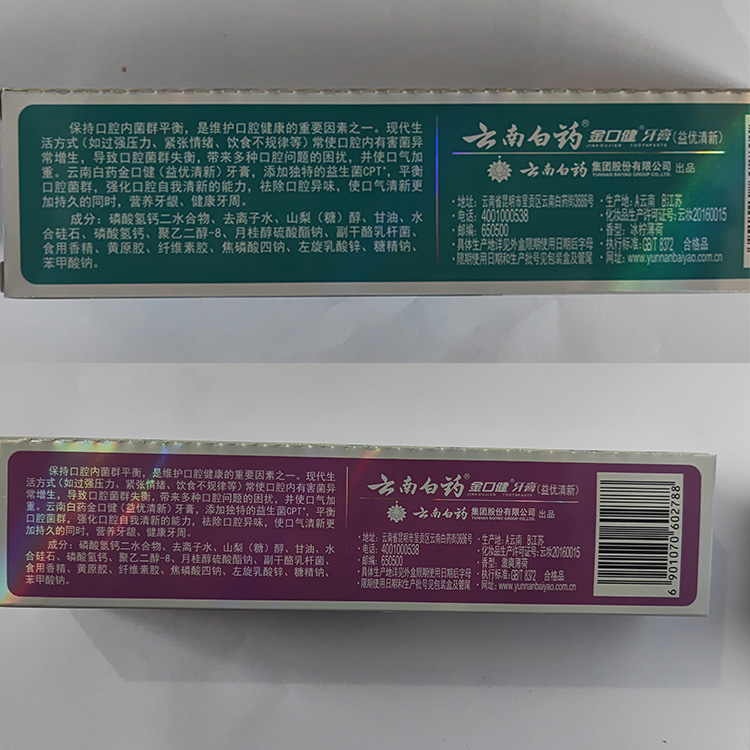 保持口腔内菌群平衡，是维护口腔健康的重要因素之一。现代生
活方式(如过强压力、紧张情绪、饮食不规律等）常使口腔内有害菌异
常增生，导致口腔菌群失衡，带来多种口腔问题的困扰，并使口气加
重。云南白药金口健（益优清新）牙膏，添加独特的益生菌CPT*，平衡
口腔菌群，强化口腔自我清新的能力，祛除口腔异味，使口气清新更
加持久的同时，营养牙龈、健康牙周。
成分：磷酸氢钙二水合物、去离子水、山梨（糖）醇、甘油、水
合硅石、磷酸氢钙、聚乙二醇-8、月桂醇硫酸酯钠、副干酪乳杆菌、
食用香精、黄原胶、纤维素胶、焦磷酸四钠、左旋乳酸锌、糖精钠、
苯甲酸钠。
云南白药® 金口健® 牙膏(益优清新)
JINKOUJIAN TOOTHPASTE
云南白药 集团股份有限公司 出品
YUNNAN BAIYAO GROUP CO.,LTD.
·地址：云南省昆明市呈贡区云南白药街3686号
·电话：4001000538
·邮编：650500
·具体生产地详见外盒限期使用日期后字母
·限期使用日期和生产批号见包装盒及管尾
·生产地：A云南 B江苏
·化妆品生产许可证号：云妆20160015
·香型：冰柠薄荷
·执行标准：GB/T 8372 合格品
·网址：www.yunnanbaiyao.com.cn
保持口腔内菌群平衡，是维护口腔健康的重要因素之一。现代生
活方式(如过强压力、紧张情绪、饮食不规律等）常使口腔内有害菌异
常增生，导致口腔菌群失衡，带来多种口腔问题的困扰，并使口气加
重。云南白药金口健（益优清新）牙膏，添加独特的益生菌CPT*，平衡
口腔菌群，强化口腔自我清新的能力，祛除口腔异味，使口气清新更
加持久的同时，营养牙龈、健康牙周。
成分：磷酸氢钙二水合物、去离子水、山梨（糖）醇、甘油、水
合硅石、磷酸氢钙、聚乙二醇-8、月桂醇硫酸酯钠、副干酪乳杆菌、
食用香精、黄原胶、纤维素胶、焦磷酸四钠、左旋乳酸锌、糖精钠、
苯甲酸钠。
云南白药® 金口健® 牙膏(益优清新)
JINKOUJIAN TOOTHPASTE
云南白药 集团股份有限公司 出品
YUNNAN BAIYAO GROUP CO.,LTD.
·地址：云南省昆明市呈贡区云南白药街3686号
·电话：4001000538
·邮编：650500
·具体生产地详见外盒限期使用日期后字母
·限期使用日期和生产批号见包装盒及管尾
·生产地：A云南 B江苏
·化妆品生产许可证号：云妆20160015
·香型：激爽薄荷
·执行标准：GB/T 8372 合格品
·网址：www.yunnanbaiyao.com.cn
6 901070 602788